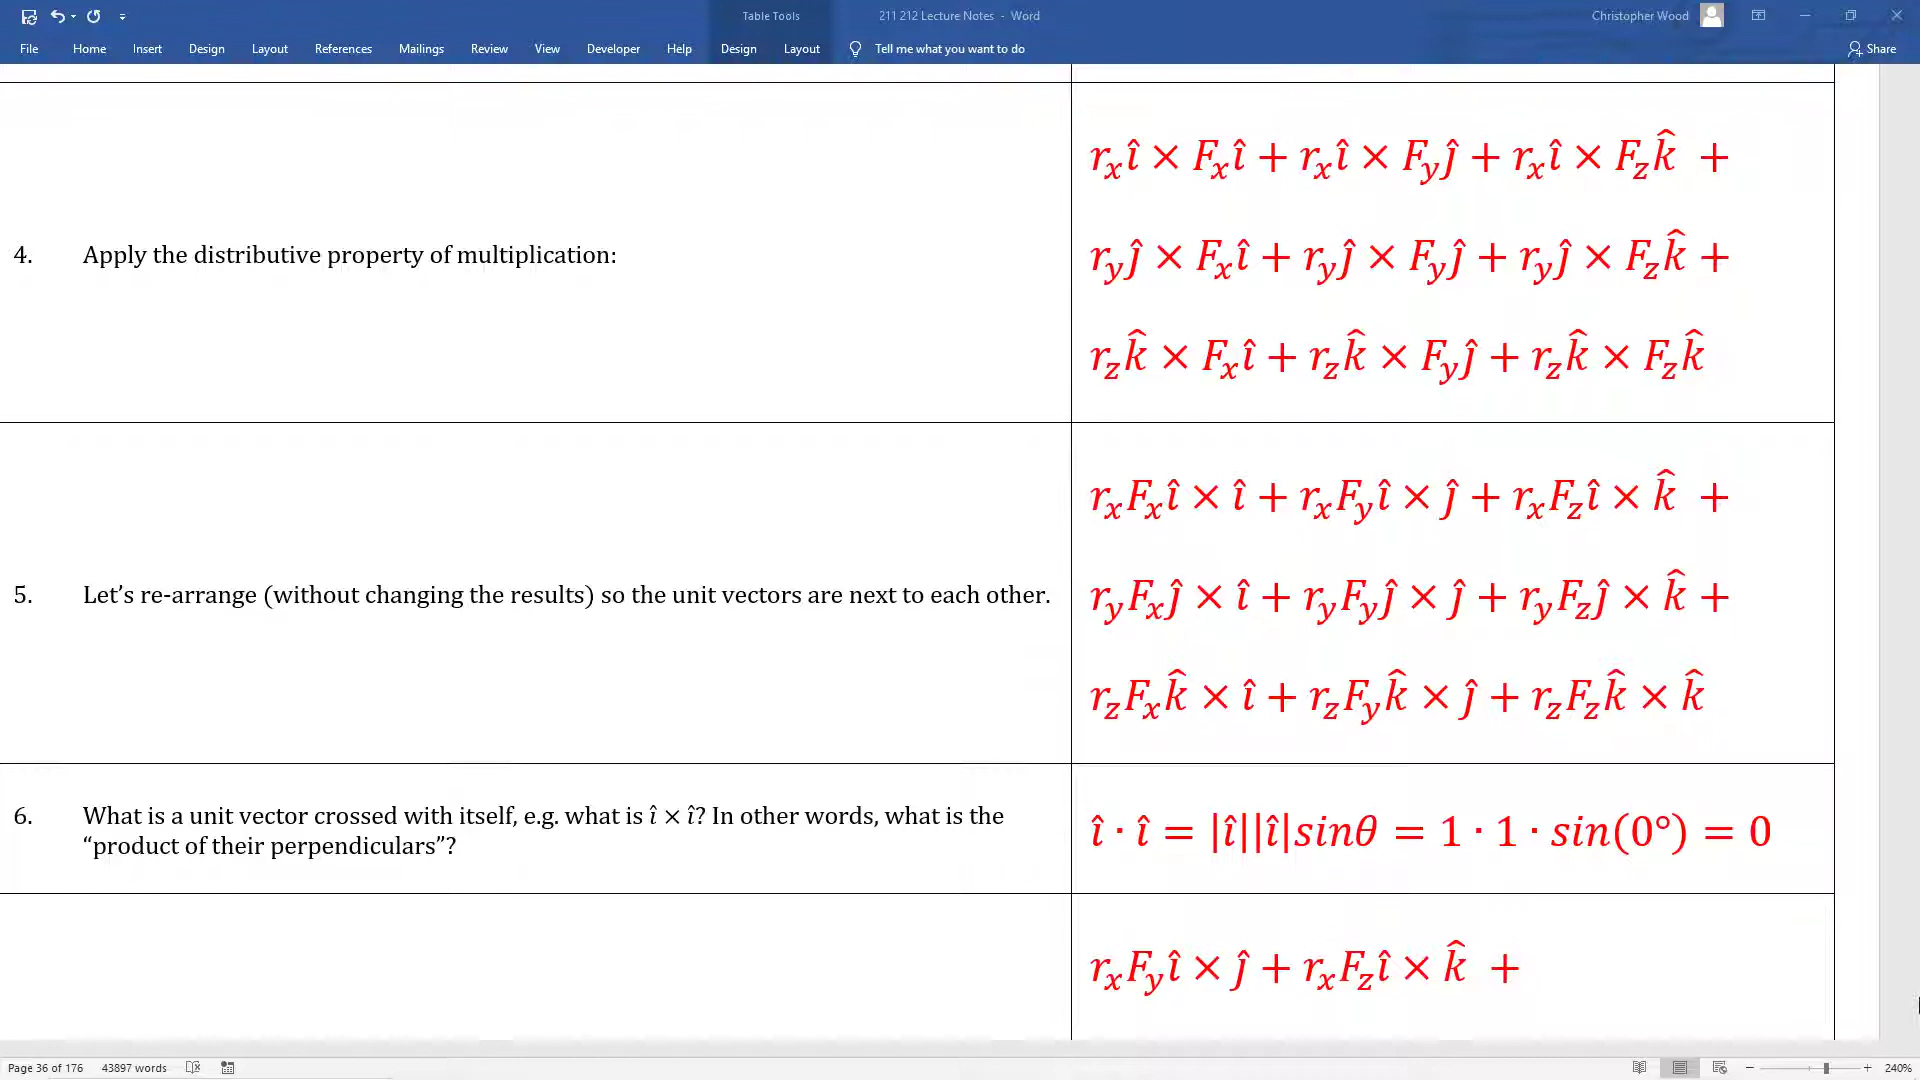 Table Tools
211 212 Lecture Notes - Word
Christopher Wood
File Home Insert Design Layout References Mailings Review View Developer Help Design Layout Tell me what you want to do Share
4. Apply the distributive property of multiplication:
r_x î × F_x î + r_x î × F_y ĵ + r_x î × F_z k̂ +
r_y ĵ × F_x î + r_y ĵ × F_y ĵ + r_y ĵ × F_z k̂ +
r_z k̂ × F_x î + r_z k̂ × F_y ĵ + r_z k̂ × F_z k̂
5. Let’s re-arrange (without changing the results) so the unit vectors are next to each other.
r_x F_x î × î + r_x F_y î × ĵ + r_x F_z î × k̂ +
r_y F_x ĵ × î + r_y F_y ĵ × ĵ + r_y F_z ĵ × k̂ +
r_z F_x k̂ × î + r_z F_y k̂ × ĵ + r_z F_z k̂ × k̂
6. What is a unit vector crossed with itself, e.g. what is î × î? In other words, what is the
“product of their perpendiculars”?
î · î = |î||î|sinθ = 1 · 1 · sin(0°) = 0
r_x F_y î × ĵ + r_x F_z î × k̂ +
Page 36 of 176 43897 words
240%